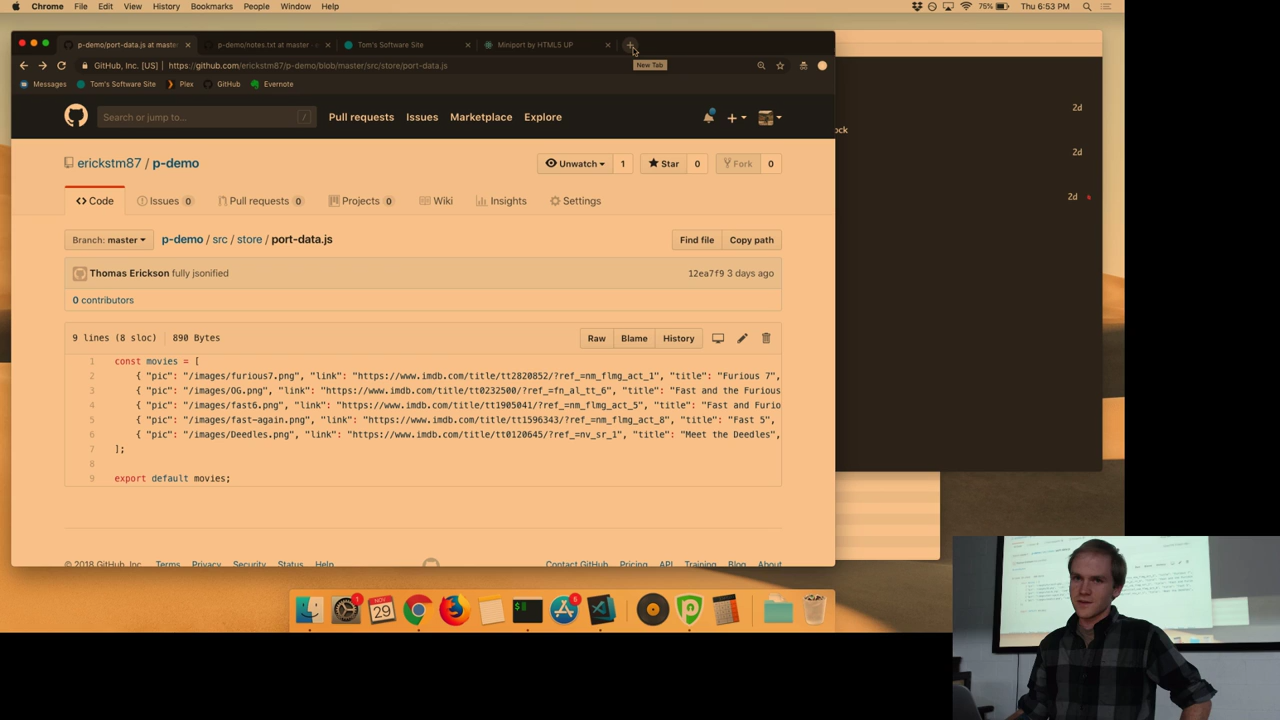 Chrome File Edit View History Bookmarks People Window Help 75% Thu 6:53 PM
p-demo/port-data.js at master × p-demo/notes.txt at master × Tom's Software Site × Miniport by HTML5 UP ×
GitHub, Inc. [US] https://github.com/erickstm87/p-demo/blob/master/src/store/port-data.js New Tab
Messages Tom's Software Site Plex GitHub Evernote
Search or jump to... / Pull requests Issues Marketplace Explore
2d
ock
2d
2d
erickstm87 / p-demo Unwatch 1 Star 0 Fork 0
Code Issues 0 Pull requests 0 Projects 0 Wiki Insights Settings
Branch: master p-demo / src / store / port-data.js Find file Copy path
Thomas Erickson fully jsonified 12ea7f9 3 days ago
0 contributors
9 lines (8 sloc) 890 Bytes Raw Blame History
1 const movies = [
2 { "pic": "/images/furious7.png", "link": "https://www.imdb.com/title/tt2820852/?ref_=nm_flmg_act_1", "title": "Furious 7",
3 { "pic": "/images/OG.png", "link": "https://www.imdb.com/title/tt0232500/?ref_=fn_al_tt_6", "title": "Fast and the Furious
4 { "pic": "/images/fast6.png", "link": "https://www.imdb.com/title/tt1905041/?ref_=nm_flmg_act_5", "title": "Fast and Furio
5 { "pic": "/images/fast-again.png", "link": "https://www.imdb.com/title/tt1596343/?ref_=nm_flmg_act_8", "title": "Fast 5",
6 { "pic": "/images/Deedles.png", "link": "https://www.imdb.com/title/tt0120645/?ref_=nv_sr_1", "title": "Meet the Deedles",
7 ];
8
9 export default movies;
© 2018 GitHub, Inc. Terms Privacy Security Status Help Contact GitHub Pricing API Training Blog About
1 NOV 29 $ 6